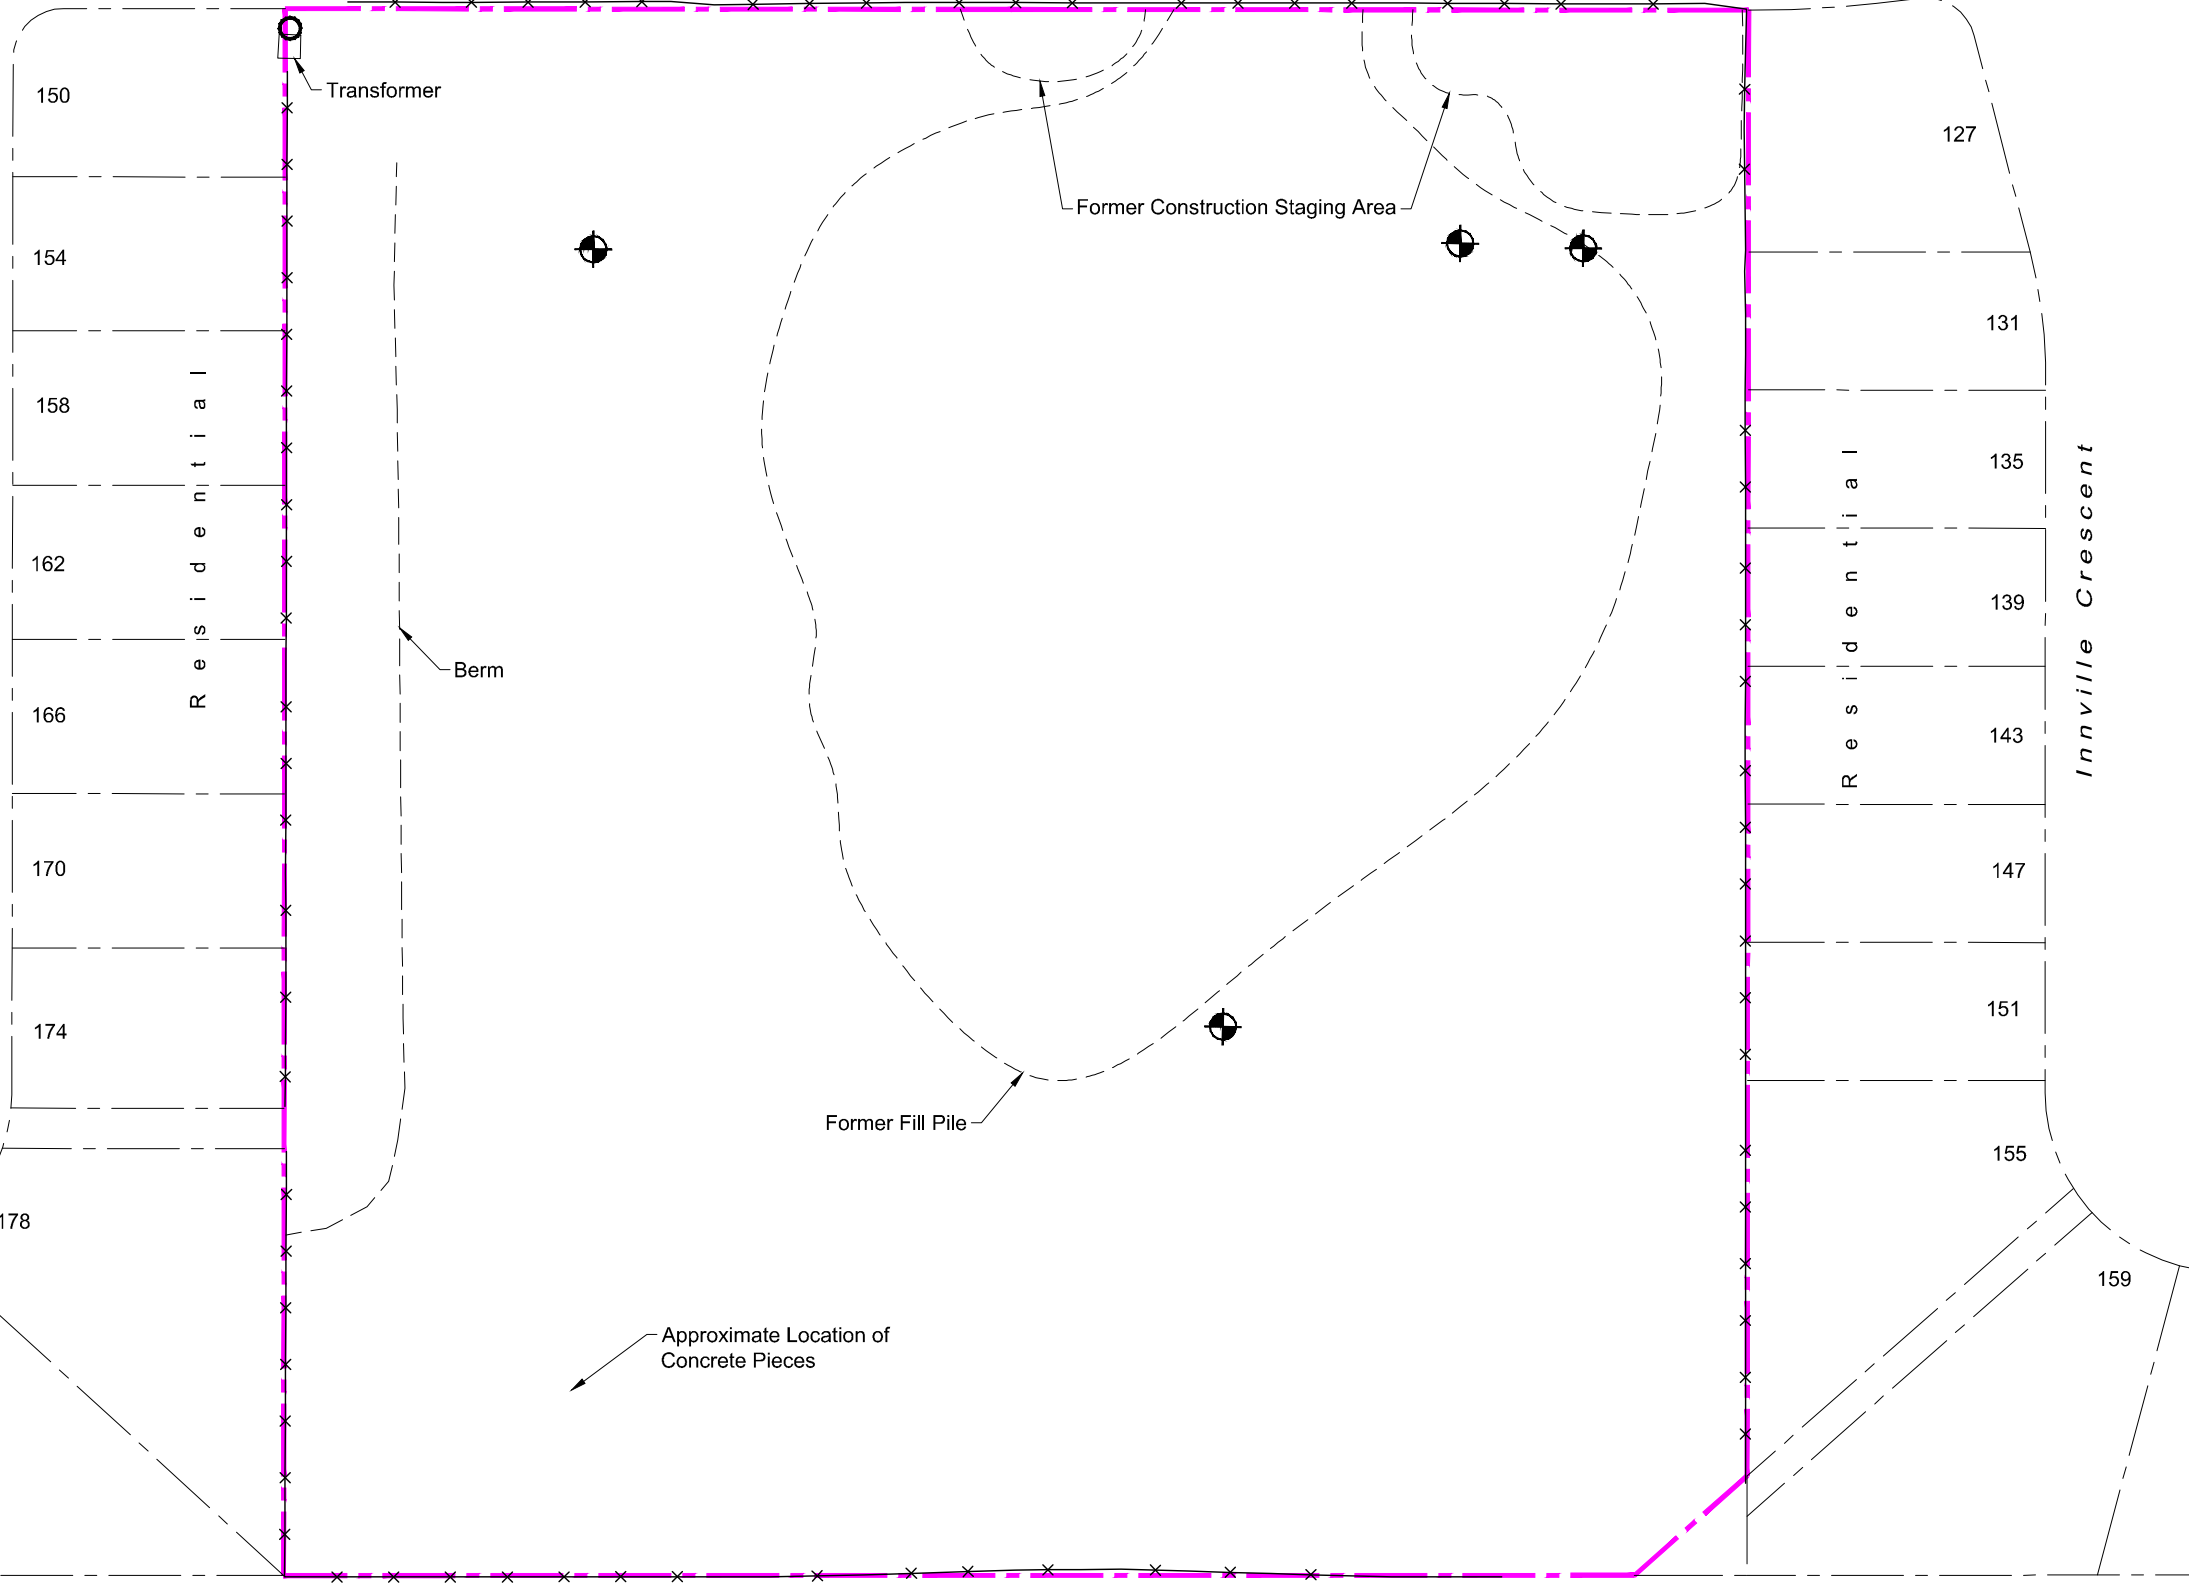 150
Transformer
127
Former Construction Staging Area
154
131
158
Residential
135
Residential
Innville Crescent
162
139
Berm
166
143
170
147
174
151
Former Fill Pile
155
178
159
Approximate Location of
Concrete Pieces